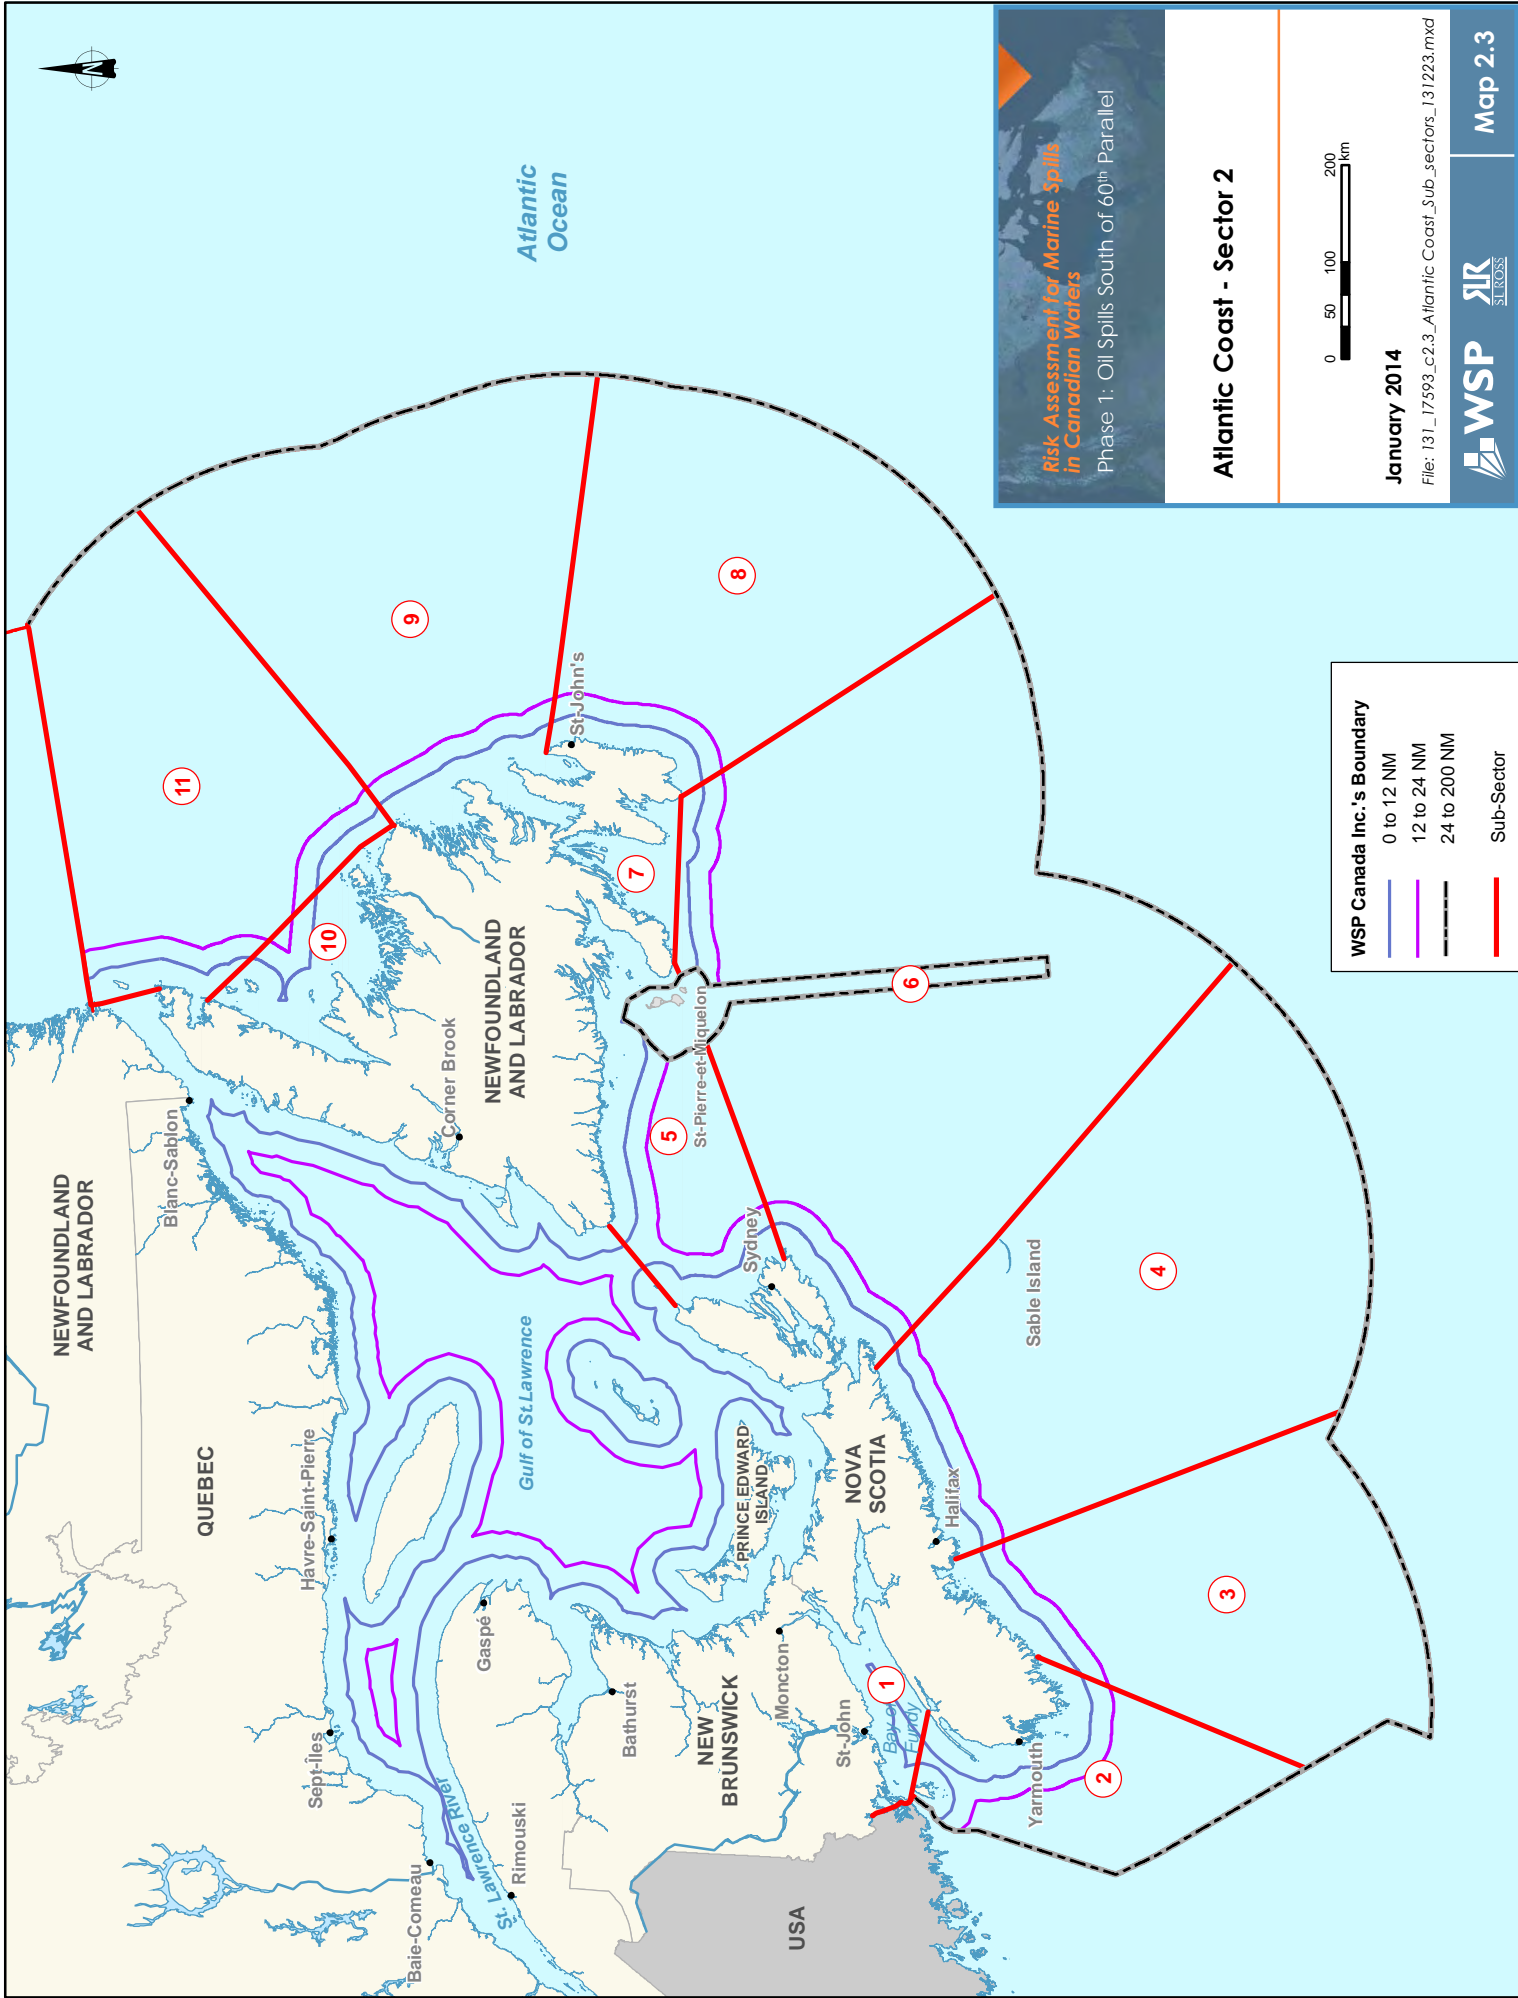 N
NEWFOUNDLAND
AND LABRADOR
QUEBEC
Blanc-Sablon
Havre-Saint-Pierre
Sept-Iles
Baie-Comeau
St. Lawrence River
Rimouski
Gaspé
Gulf of St.Lawrence
Corner Brook
NEWFOUNDLAND
AND LABRADOR
St-John's
Atlantic
Ocean
St-Pierre-et-Miquelon
Bathurst
NEW
BRUNSWICK
Moncton
PRINCE EDWARD
ISLAND
Sydney
St-John
Bay of
Fundy
NOVA
SCOTIA
Halifax
Yarmouth
Sable Island
USA
1
2
3
4
5
6
7
8
9
10
11
WSP Canada Inc.'s Boundary
0 to 12 NM
12 to 24 NM
24 to 200 NM
Sub-Sector
Risk Assessment for Marine Spills
in Canadian Waters
Phase 1: Oil Spills South of 60th Parallel
Atlantic Coast - Sector 2
0 50 100 200
km
January 2014
File: 131_17593_c2.3_Atlantic Coast_Sub_sectors_131223.mxd
WSP
SLR
SL ROSS
Map 2.3